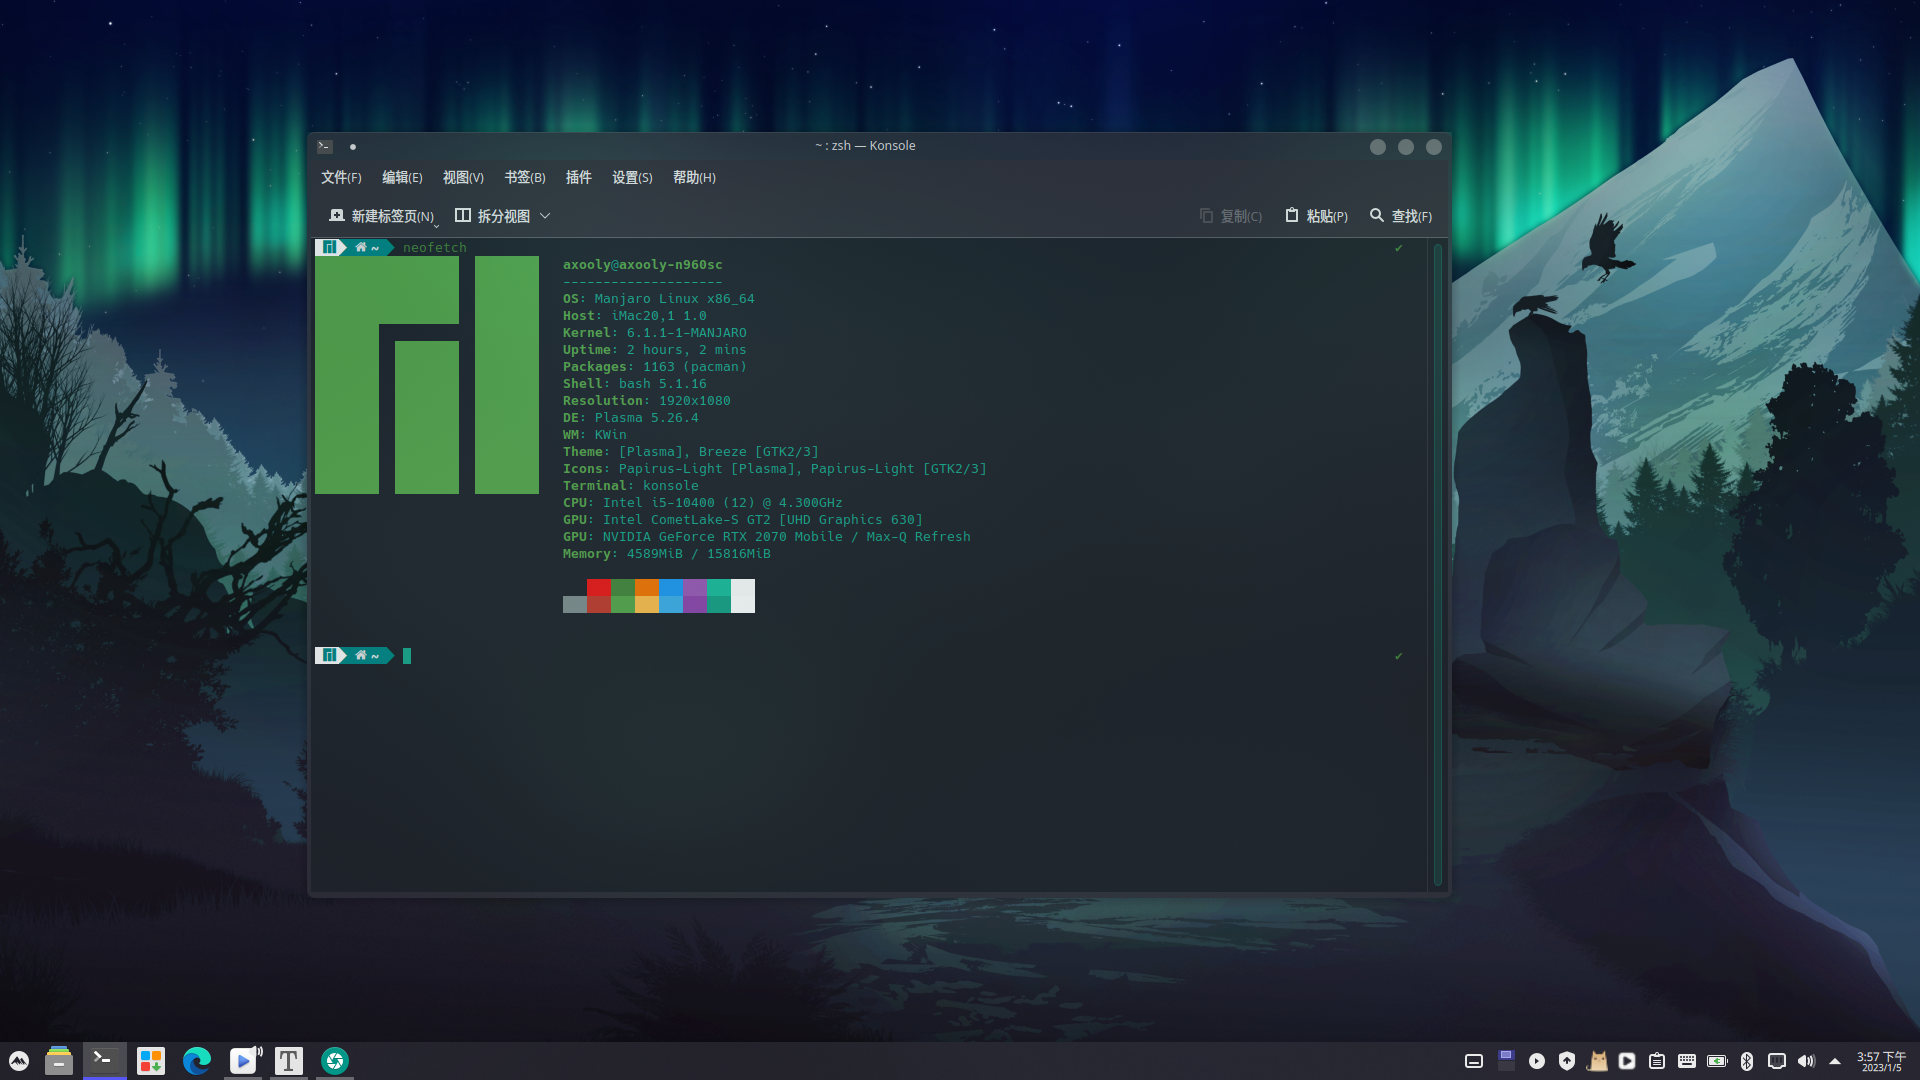 ~ : zsh — Konsole
文件(F) 编辑(E) 视图(V) 书签(B) 插件 设置(S) 帮助(H)
新建标签页(N) 拆分视图 复制(C) 粘贴(P) 查找(F)
~ neofetch ✔
axooly@axooly-n960sc
--------------------
OS: Manjaro Linux x86_64
Host: iMac20,1 1.0
Kernel: 6.1.1-1-MANJARO
Uptime: 2 hours, 2 mins
Packages: 1163 (pacman)
Shell: bash 5.1.16
Resolution: 1920x1080
DE: Plasma 5.26.4
WM: KWin
Theme: [Plasma], Breeze [GTK2/3]
Icons: Papirus-Light [Plasma], Papirus-Light [GTK2/3]
Terminal: konsole
CPU: Intel i5-10400 (12) @ 4.300GHz
GPU: Intel CometLake-S GT2 [UHD Graphics 630]
GPU: NVIDIA GeForce RTX 2070 Mobile / Max-Q Refresh
Memory: 4589MiB / 15816MiB
~ ✔
3:57 下午
2023/1/5